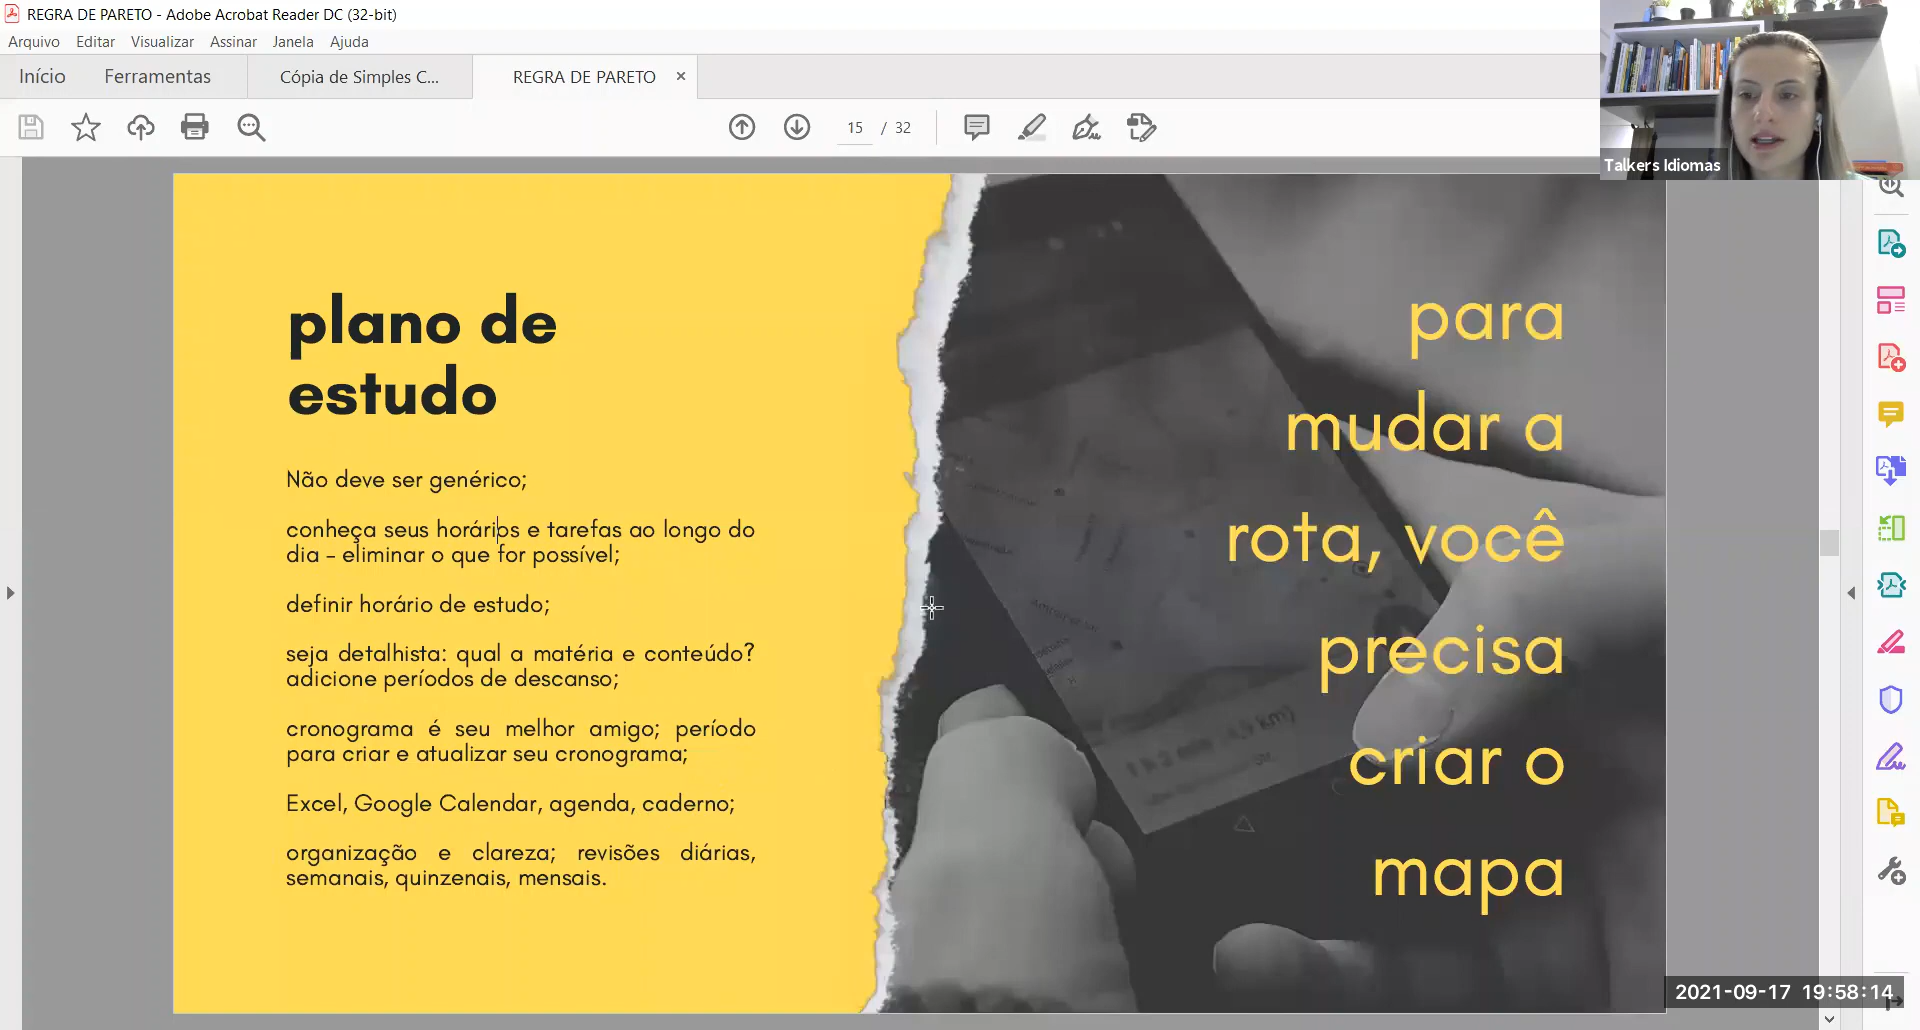 REGRA DE PARETO - Adobe Acrobat Reader DC (32-bit)
Arquivo Editar Visualizar Assinar Janela Ajuda
Início Ferramentas Cópia de Simples C... REGRA DE PARETO ×
15 / 32
Talkers Idiomas
plano de
estudo
Não deve ser genérico;
conheça seus horários e tarefas ao longo do
dia - eliminar o que for possível;
definir horário de estudo;
seja detalhista: qual a matéria e conteúdo?
adicione períodos de descanso;
cronograma é seu melhor amigo; período
para criar e atualizar seu cronograma;
Excel, Google Calendar, agenda, caderno;
organização e clareza; revisões diárias,
semanais, quinzenais, mensais.
para
mudar a
rota, você
precisa
criar o
mapa
2021-09-17 19:58:14